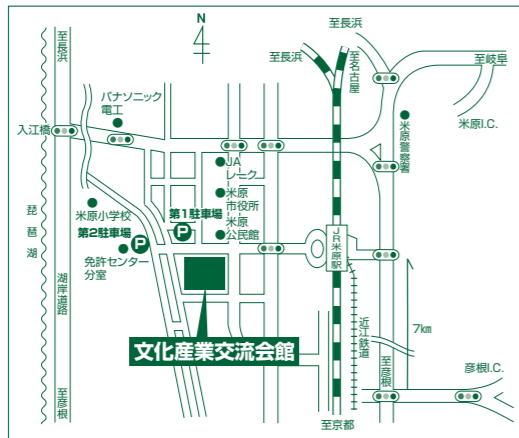 至長浜
N
至長浜
至長浜
至名古屋
至岐阜
パナソニック
電工
入江橋
米原I.C.
米原警察署
JA
レーク
米原
市役所
米原小学校
第1駐車場
P
米原
公民館
第2駐車場
P
免許センター
分室
琵琶湖
湖岸道路
JR米原駅
文化産業交流会館
近江鉄道
7km
至彦根
至彦根
彦根I.C.
至京都